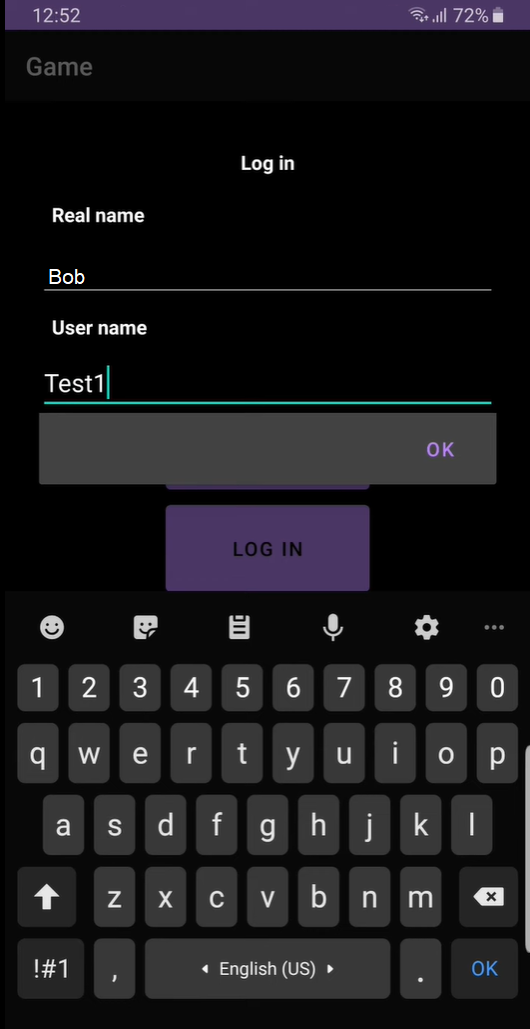 12:52 72%
Game
Log in
Real name
Bob
User name
Test1
OK
LOG IN
1 2 3 4 5 6 7 8 9 0
q w e r t y u i o p
a s d f g h j k l
z x c v b n m
!#1 , English (US) . OK